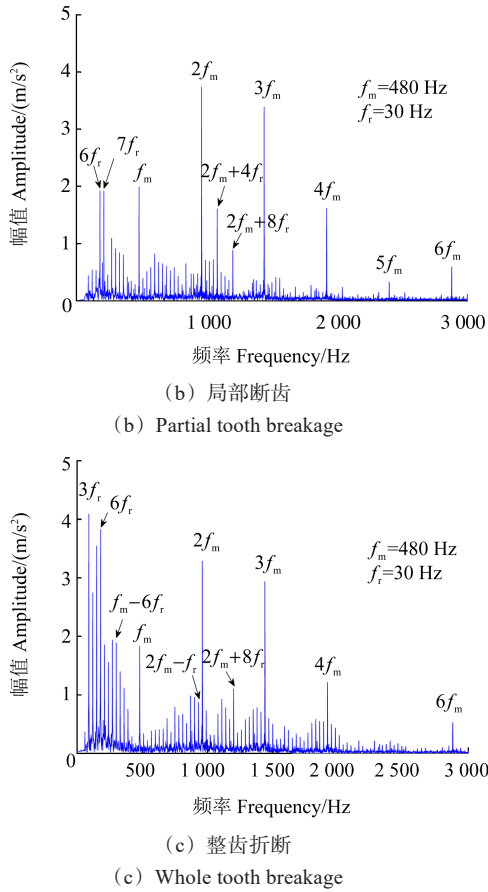 5
4
3
2
1
0
幅值 Amplitude/(m/s²)
6fᵣ
7fᵣ
fₘ
2fₘ
2fₘ+4fᵣ
2fₘ+8fᵣ
3fₘ
fₘ=480 Hz
fᵣ=30 Hz
4fₘ
5fₘ
6fₘ
1 000 2 000 3 000
频率 Frequency/Hz
（b）局部断齿
（b）Partial tooth breakage
5
4
3
2
1
0
幅值 Amplitude/(m/s²)
3fᵣ
6fᵣ
fₘ−6fᵣ
fₘ
2fₘ
2fₘ−fᵣ
2fₘ+8fᵣ
3fₘ
fₘ=480 Hz
fᵣ=30 Hz
4fₘ
6fₘ
500 1 000 1 500 2 000 2 500 3 000
频率 Frequency/Hz
（c）整齿折断
（c）Whole tooth breakage